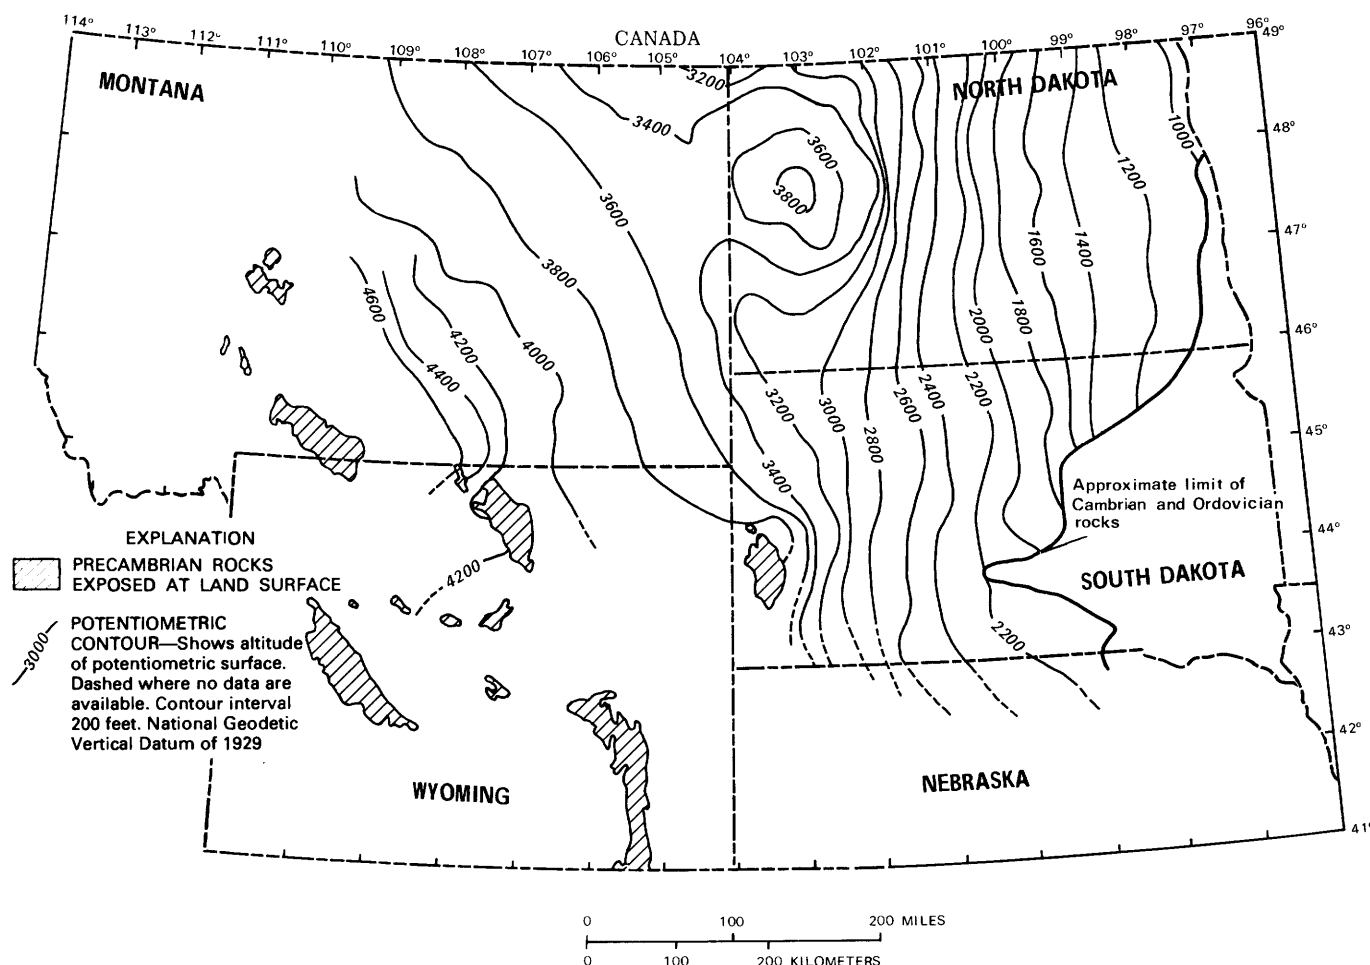 CANADA
114°
113°
112°
111°
110°
109°
108°
107°
106°
105°
104°
103°
102°
101°
100°
99°
98°
97°
96°
49°
48°
47°
46°
45°
44°
43°
42°
41°
MONTANA
NORTH DAKOTA
3200
3400
3600
3800
1000
1200
3600
3800
1600
1400
4600
4200
4000
4400
2000
1800
3200
3000
2800
2600
2400
2200
3400
4200
2200
Approximate limit of
Cambrian and Ordovician
rocks
SOUTH DAKOTA
EXPLANATION
PRECAMBRIAN ROCKS
EXPOSED AT LAND SURFACE
3000
POTENTIOMETRIC
CONTOUR—Shows altitude
of potentiometric surface.
Dashed where no data are
available. Contour interval
200 feet. National Geodetic
Vertical Datum of 1929
WYOMING
NEBRASKA
0 100 200 MILES
0 100 200 KILOMETERS